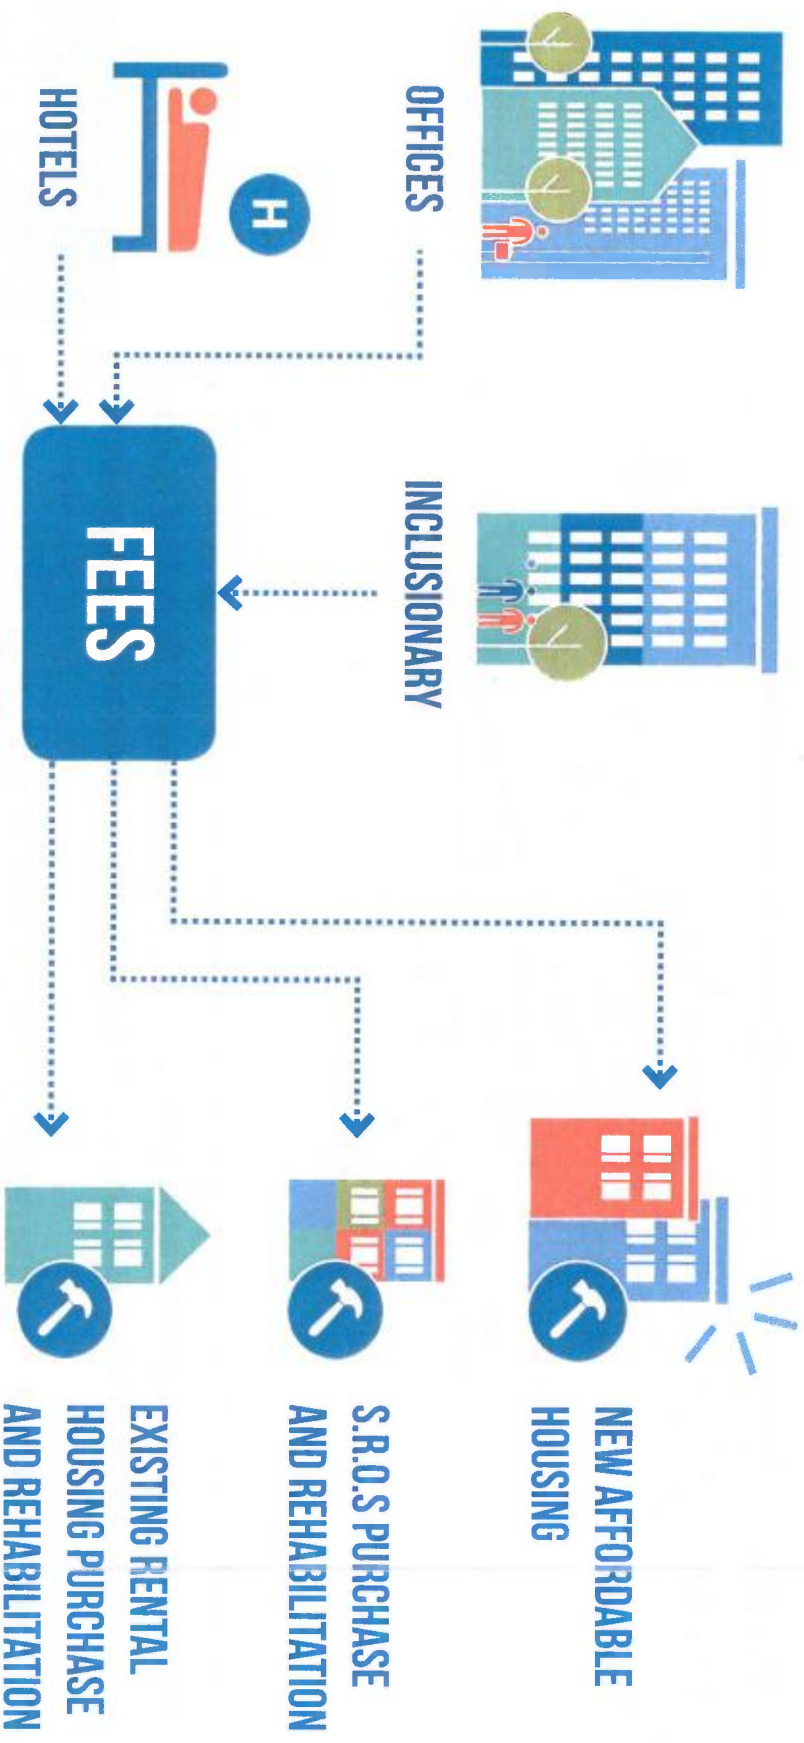 OFFICES
INCLUSIONARY
H
HOTELS
FEES
NEW AFFORDABLE
HOUSING
S.R.O.S PURCHASE
AND REHABILITATION
EXISTING RENTAL
HOUSING PURCHASE
AND REHABILITATION